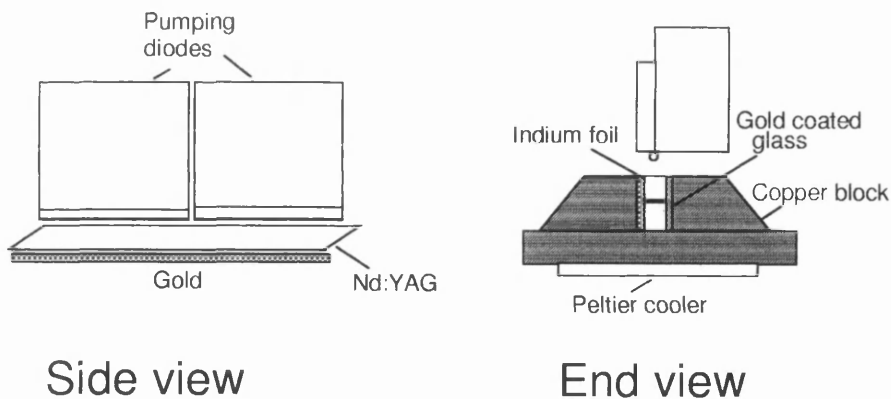 Pumping
diodes
Gold
Nd:YAG
Side view
Indium foil
Gold coated
glass
Copper block
Peltier cooler
End view